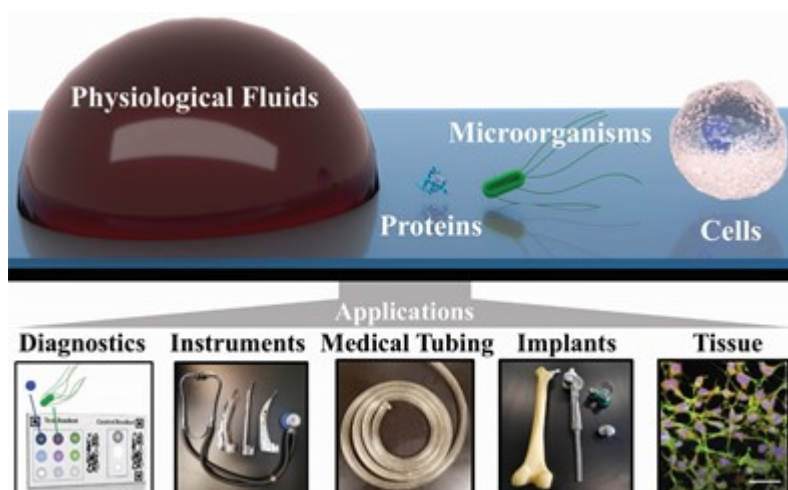 Physiological Fluids
Microorganisms
Proteins
Cells
Applications
Diagnostics
Instruments
Medical Tubing
Implants
Tissue